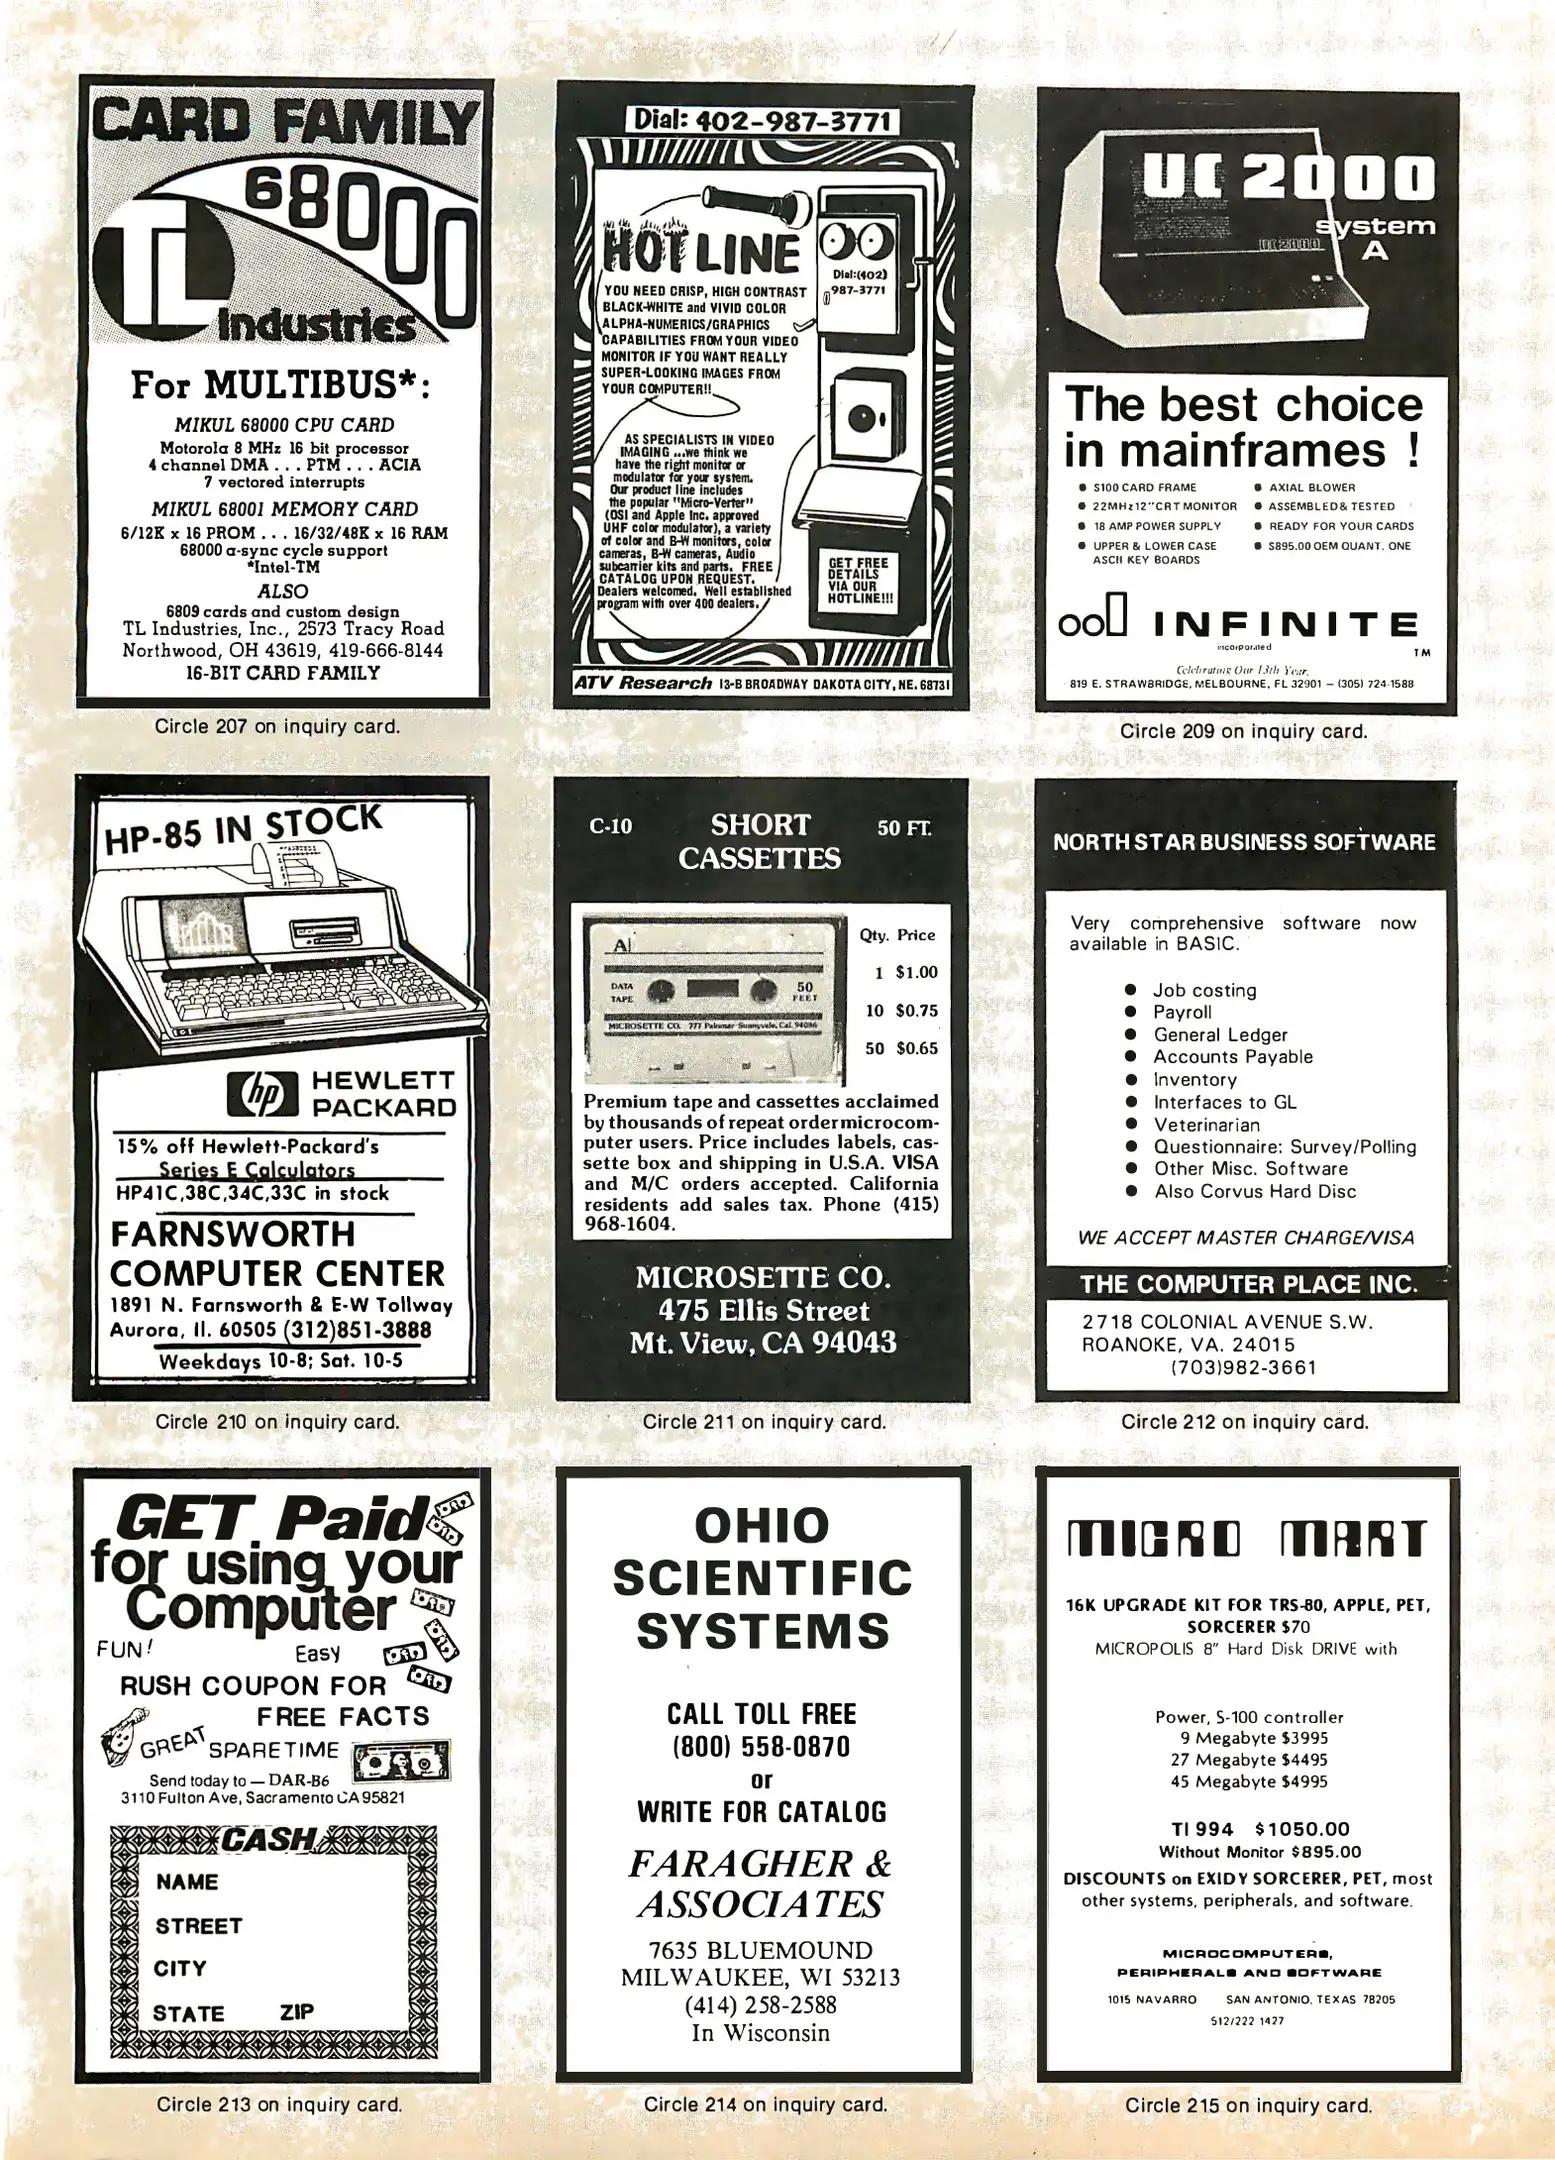 CARD FAMILY
68000
TL
Industries
For MULTIBUS*:
MIKUL 68000 CPU CARD
Motorola 8 MHz 16 bit processor
4 channel DMA . . . PTM . . . ACIA
7 vectored interrupts
MIKUL 68001 MEMORY CARD
6/12K x 16 PROM . . . 16/32/48K x 16 RAM
68000 a-sync cycle support
*Intel-TM
ALSO
6809 cards and custom design
TL Industries, Inc., 2573 Tracy Road
Northwood, OH 43619, 419-666-8144
16-BIT CARD FAMILY
Circle 207 on inquiry card.
Dial: 402-987-3771
HOT LINE
Dial:(402)
987-3771
YOU NEED CRISP, HIGH CONTRAST
BLACK-WHITE and VIVID COLOR
ALPHA-NUMERICS/GRAPHICS
CAPABILITIES FROM YOUR VIDEO
MONITOR IF YOU WANT REALLY
SUPER-LOOKING IMAGES FROM
YOUR COMPUTER!!
AS SPECIALISTS IN VIDEO
IMAGING ...we think we
have the right monitor or
modulator for your system.
Our product line includes
the popular "Micro-Verter"
(OSI and Apple Inc. approved
UHF color modulator), a variety
of color and B-W monitors, color
cameras, B-W cameras, Audio
subcarrier kits and parts. FREE
CATALOG UPON REQUEST.
Dealers welcomed. Well established
program with over 400 dealers.
GET FREE
DETAILS
VIA OUR
HOTLINE!!!
ATV Research 13-B BROADWAY DAKOTA CITY, NE. 68731
UC 2000
system
A
UC 2000
The best choice
in mainframes !
● S100 CARD FRAME
● 22MHz12"CRT MONITOR
● 18 AMP POWER SUPPLY
● UPPER & LOWER CASE
ASCII KEY BOARDS
● AXIAL BLOWER
● ASSEMBLED& TESTED
● READY FOR YOUR CARDS
● $895.00 OEM QUANT. ONE
INFINITE
incorporated
TM
Celebrating Our 13th Year.
819 E. STRAWBRIDGE, MELBOURNE, FL 32901 – (305) 724-1588
Circle 209 on inquiry card.
HP-85 IN STOCK
hp HEWLETT
PACKARD
15% off Hewlett-Packard's
Series E Calculators
HP41C,38C,34C,33C in stock
FARNSWORTH
COMPUTER CENTER
1891 N. Farnsworth & E-W Tollway
Aurora, Il. 60505 (312)851-3888
Weekdays 10-8; Sat. 10-5
Circle 210 on inquiry card.
C-10 SHORT 50 FT.
CASSETTES
A
DATA
TAPE
50
FEET
MICROSETTE CO. 777 Palomar Sunnyvale, Cal. 94086
Qty. Price
1 $1.00
10 $0.75
50 $0.65
Premium tape and cassettes acclaimed
by thousands of repeat order microcom-
puter users. Price includes labels, cas-
sette box and shipping in U.S.A. VISA
and M/C orders accepted. California
residents add sales tax. Phone (415)
968-1604.
MICROSETTE CO.
475 Ellis Street
Mt. View, CA 94043
Circle 211 on inquiry card.
NORTH STAR BUSINESS SOFTWARE
Very comprehensive software now
available in BASIC.
● Job costing
● Payroll
● General Ledger
● Accounts Payable
● Inventory
● Interfaces to GL
● Veterinarian
● Questionnaire: Survey/Polling
● Other Misc. Software
● Also Corvus Hard Disc
WE ACCEPT MASTER CHARGE/VISA
THE COMPUTER PLACE INC.
2718 COLONIAL AVENUE S.W.
ROANOKE, VA. 24015
(703)982-3661
Circle 212 on inquiry card.
GET Paid
for using your
Computer
FUN! Easy
RUSH COUPON FOR
FREE FACTS
GREAT SPARETIME
Send today to — DAR-B6
3110 Fulton Ave, Sacramento CA 95821
CASH
NAME
STREET
CITY
STATE ZIP
Circle 213 on inquiry card.
OHIO
SCIENTIFIC
SYSTEMS
CALL TOLL FREE
(800) 558-0870
or
WRITE FOR CATALOG
FARAGHER &
ASSOCIATES
7635 BLUEMOUND
MILWAUKEE, WI 53213
(414) 258-2588
In Wisconsin
Circle 214 on inquiry card.
MICRO MART
16K UPGRADE KIT FOR TRS-80, APPLE, PET,
SORCERER $70
MICROPOLIS 8" Hard Disk DRIVE with
Power, S-100 controller
9 Megabyte $3995
27 Megabyte $4495
45 Megabyte $4995
TI 994 $1050.00
Without Monitor $895.00
DISCOUNTS on EXIDY SORCERER, PET, most
other systems, peripherals, and software.
MICROCOMPUTERS,
PERIPHERALS AND SOFTWARE
1015 NAVARRO SAN ANTONIO, TEXAS 78205
512/222 1427
Circle 215 on inquiry card.